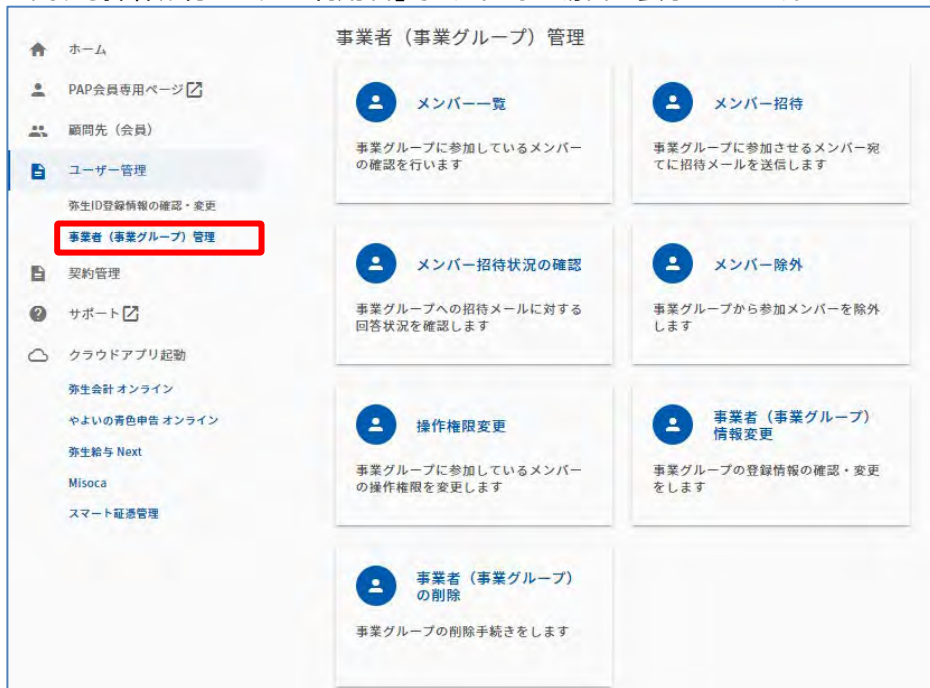 ホーム
PAP会員専用ページ
顧問先（会員）
ユーザー管理
弥生ID登録情報の確認・変更
事業者（事業グループ）管理
契約管理
サポート
クラウドアプリ起動
弥生会計 オンライン
やよいの青色申告 オンライン
弥生給与 Next
Misoca
スマート証憑管理
事業者（事業グループ）管理
メンバー一覧
事業グループに参加しているメンバー
の確認を行います
メンバー招待
事業グループに参加させるメンバー宛
てに招待メールを送信します
メンバー招待状況の確認
事業グループへの招待メールに対する
回答状況を確認します
メンバー除外
事業グループから参加メンバーを除外
します
操作権限変更
事業グループに参加しているメンバー
の操作権限を変更します
事業者（事業グループ）
情報変更
事業グループの登録情報の確認・変更
をします
事業者（事業グループ）
の削除
事業グループの削除手続きをします